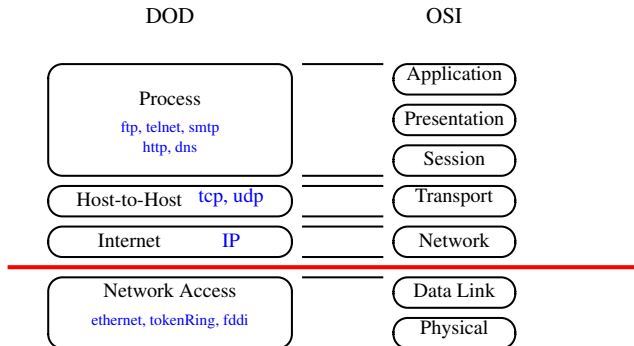 DOD
OSI
Process
ftp, telnet, smtp
http, dns
Host-to-Host tcp, udp
Internet IP
Network Access
ethernet, tokenRing, fddi
Application
Presentation
Session
Transport
Network
Data Link
Physical